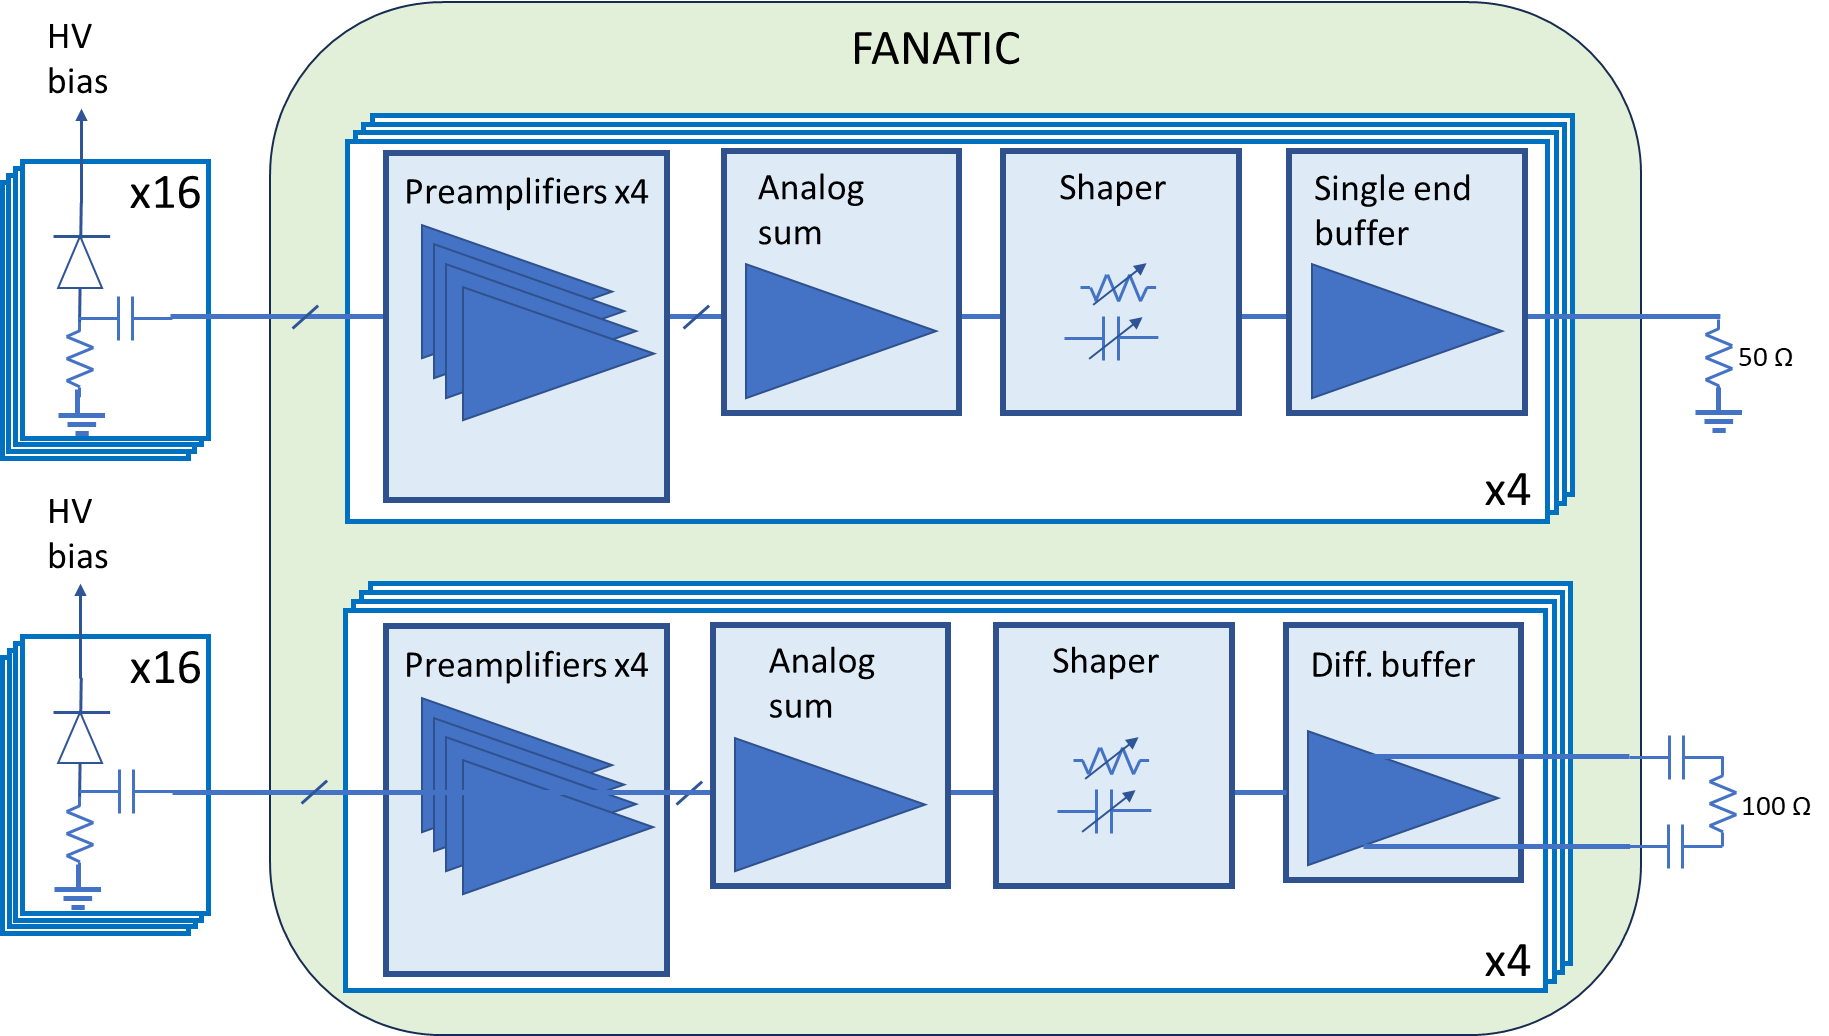 FANATIC
HV
bias
x16
Preamplifiers x4
Analog
sum
Shaper
Single end
buffer
50 Ω
x4
HV
bias
x16
Preamplifiers x4
Analog
sum
Shaper
Diff. buffer
100 Ω
x4